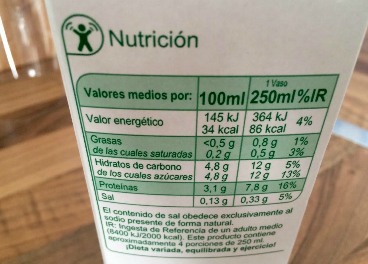 Nutrición
1 Vaso
Valores medios por: 100ml 250ml %IR
Valor energético 145 kJ 364 kJ 4%
34 kcal 86 kcal
Grasas <0,5 g 0,8 g 1%
de las cuales saturadas 0,2 g 0,5 g 3%
Hidratos de carbono 4,8 g 12 g 5%
de los cuales azúcares 4,8 g 12 g 13%
Proteínas 3,1 g 7,8 g 16%
Sal 0,13 g 0,33 g 5%
El contenido de sal obedece exclusivamente al
sodio presente de forma natural.
IR: Ingesta de Referencia de un adulto medio
(8400 kJ/2000 kcal). Este producto contiene
aproximadamente 4 porciones de 250 ml.
¡Dieta variada, equilibrada y ejercicio!